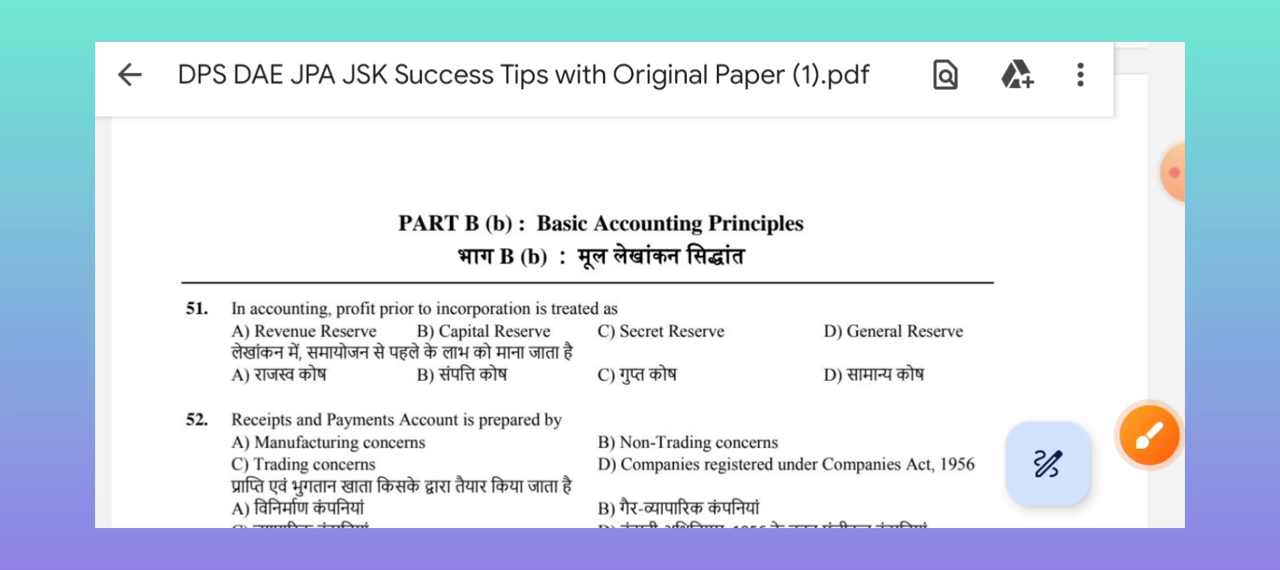 DPS DAE JPA JSK Success Tips with Original Paper (1).pdf
PART B (b) : Basic Accounting Principles
भाग B (b) : मूल लेखांकन सिद्धांत
51. In accounting, profit prior to incorporation is treated as
A) Revenue Reserve B) Capital Reserve C) Secret Reserve D) General Reserve
लेखांकन में, समायोजन से पहले के लाभ को माना जाता है
A) राजस्व कोष B) संपत्ति कोष C) गुप्त कोष D) सामान्य कोष
52. Receipts and Payments Account is prepared by
A) Manufacturing concerns B) Non-Trading concerns
C) Trading concerns D) Companies registered under Companies Act, 1956
प्राप्ति एवं भुगतान खाता किसके द्वारा तैयार किया जाता है
A) विनिर्माण कंपनियां B) गैर-व्यापारिक कंपनियां